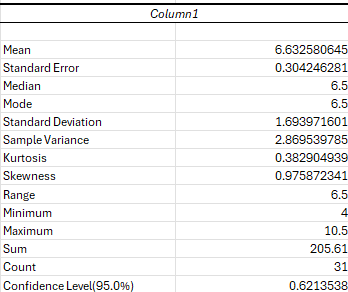 Column1
Mean 6.632580645
Standard Error 0.304246281
Median 6.5
Mode 6.5
Standard Deviation 1.693971601
Sample Variance 2.869539785
Kurtosis 0.382904939
Skewness 0.975872341
Range 6.5
Minimum 4
Maximum 10.5
Sum 205.61
Count 31
Confidence Level(95.0%) 0.6213538